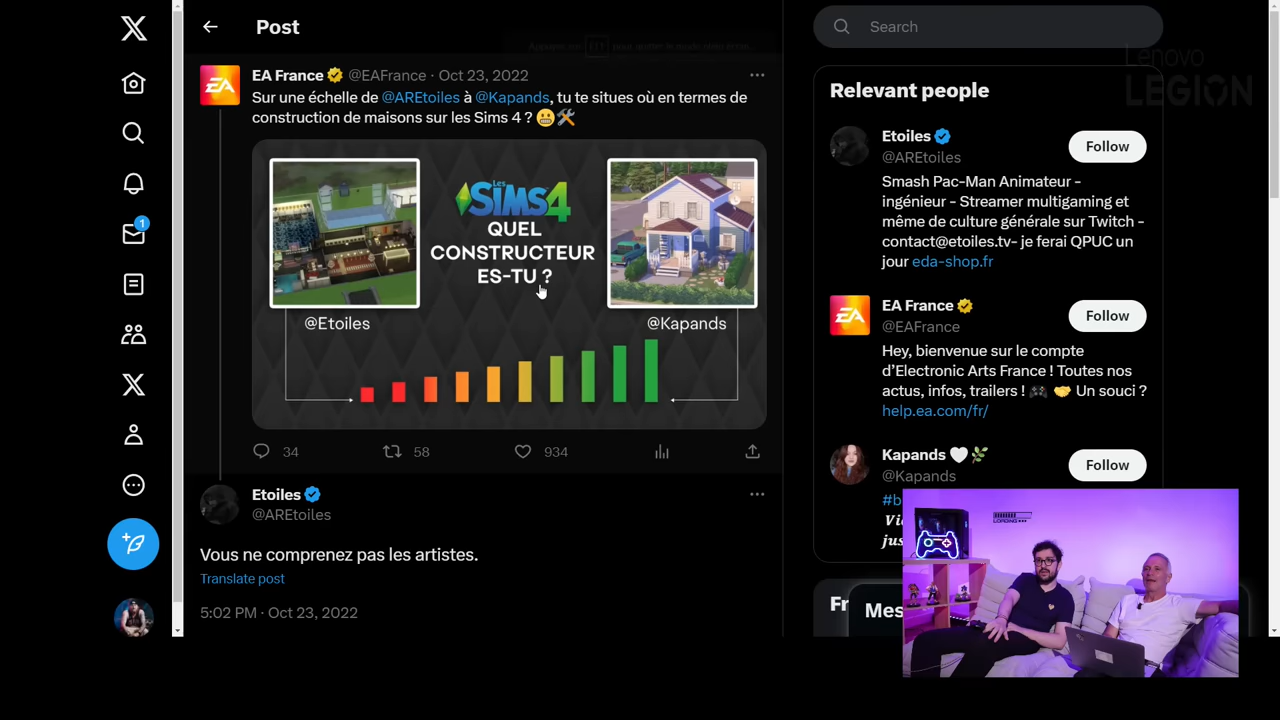 Post
Search
Lenovo
LEGION
EA France @EAFrance · Oct 23, 2022
Sur une échelle de @AREtoiles à @Kapands, tu te situes où en termes de
construction de maisons sur les Sims 4 ? 😬🛠️
Les
SiMS4
QUEL
CONSTRUCTEUR
ES-TU ?
@Etoiles
@Kapands
34
58
934
Etoiles
@AREtoiles
Vous ne comprenez pas les artistes.
Translate post
5:02 PM · Oct 23, 2022
1
Relevant people
Etoiles
@AREtoiles
Follow
Smash Pac-Man Animateur -
ingénieur - Streamer multigaming et
même de culture générale sur Twitch -
contact@etoiles.tv- je ferai QPUC un
jour eda-shop.fr
EA France
@EAFrance
Follow
Hey, bienvenue sur le compte
d'Electronic Arts France ! Toutes nos
actus, infos, trailers ! 🎮 🤝 Un souci ?
help.ea.com/fr/
Kapands 🤍🌿
@Kapands
Follow
LOADING